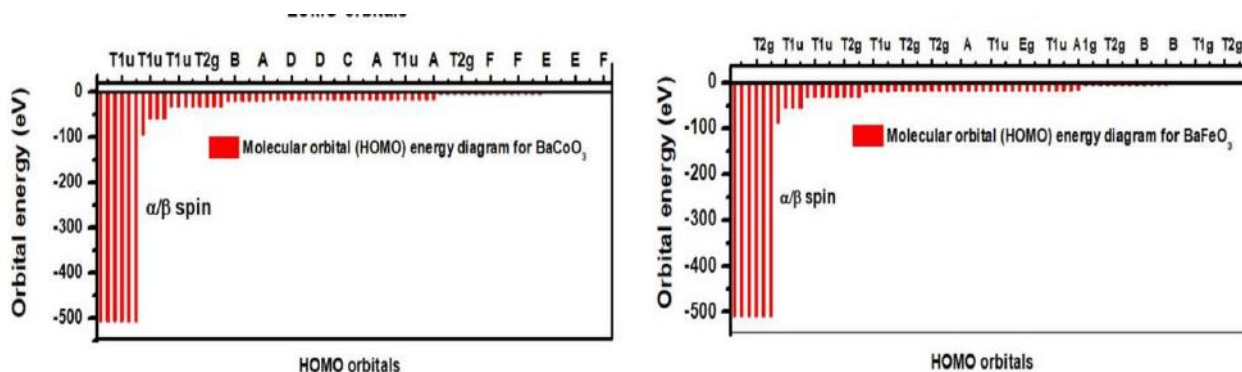 T1u T1u T1u T2g B A D D C A T1u A T2g F F E E F
0
-100
-200
-300
-400
-500
Orbital energy (eV)
Molecular orbital (HOMO) energy diagram for BaCoO3
α/β spin
HOMO orbitals
T2g T1u T1u T2g T1u T2g T2g A T1u Eg T1u A1g T2g B B T1g T2g
0
-100
-200
-300
-400
-500
Orbital energy (eV)
Molecular orbital (HOMO) energy diagram for BaFeO3
α/β spin
HOMO orbitals